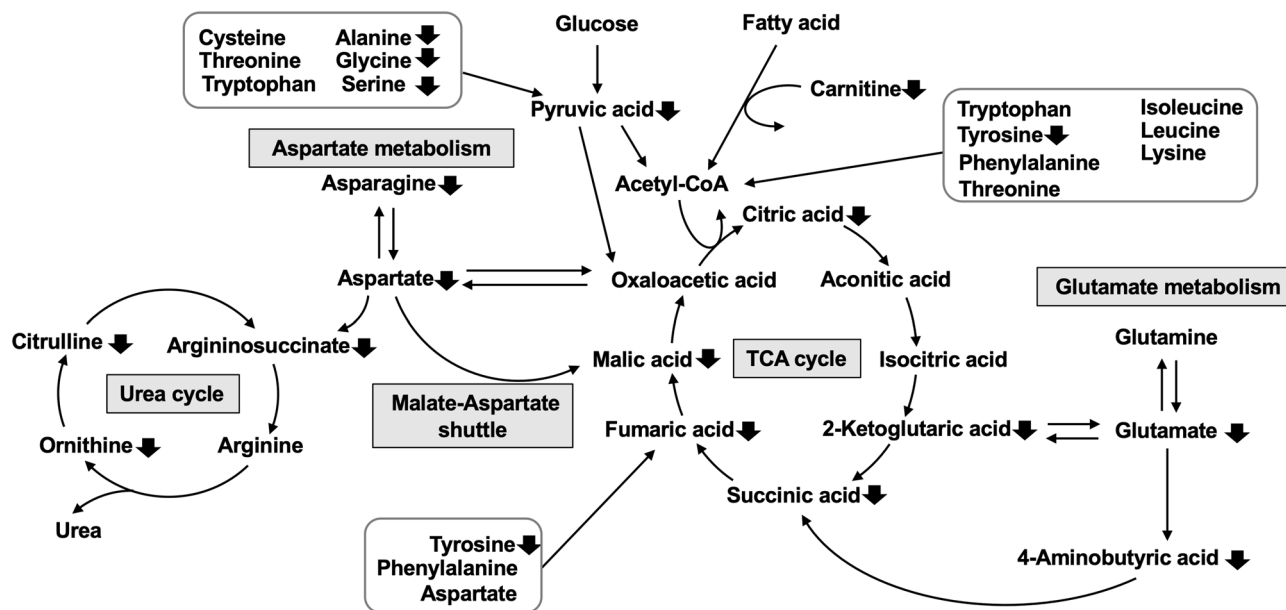 Glucose
Fatty acid
Cysteine Alanine
Threonine Glycine
Tryptophan Serine
Pyruvic acid
Carnitine
Tryptophan Isoleucine
Tyrosine Leucine
Phenylalanine Lysine
Threonine
Aspartate metabolism
Asparagine
Acetyl-CoA
Citric acid
Aspartate
Oxaloacetic acid
Aconitic acid
Glutamate metabolism
Citrulline
Argininosuccinate
Malic acid
TCA cycle
Isocitric acid
Glutamine
Urea cycle
Malate-Aspartate
shuttle
Ornithine
Arginine
Fumaric acid
2-Ketoglutaric acid
Glutamate
Succinic acid
Urea
Tyrosine
Phenylalanine
Aspartate
4-Aminobutyric acid